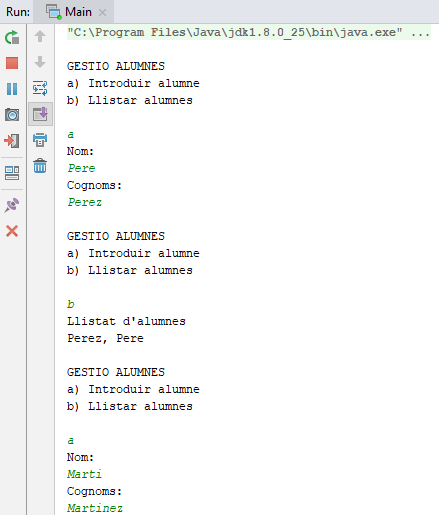 Run: Main
"C:\Program Files\Java\jdk1.8.0_25\bin\java.exe" ...
GESTIO ALUMNES
a) Introduir alumne
b) Llistar alumnes
a
Nom:
Pere
Cognoms:
Perez
GESTIO ALUMNES
a) Introduir alumne
b) Llistar alumnes
b
Llistat d'alumnes
Perez, Pere
GESTIO ALUMNES
a) Introduir alumne
b) Llistar alumnes
a
Nom:
Marti
Cognoms:
Martinez